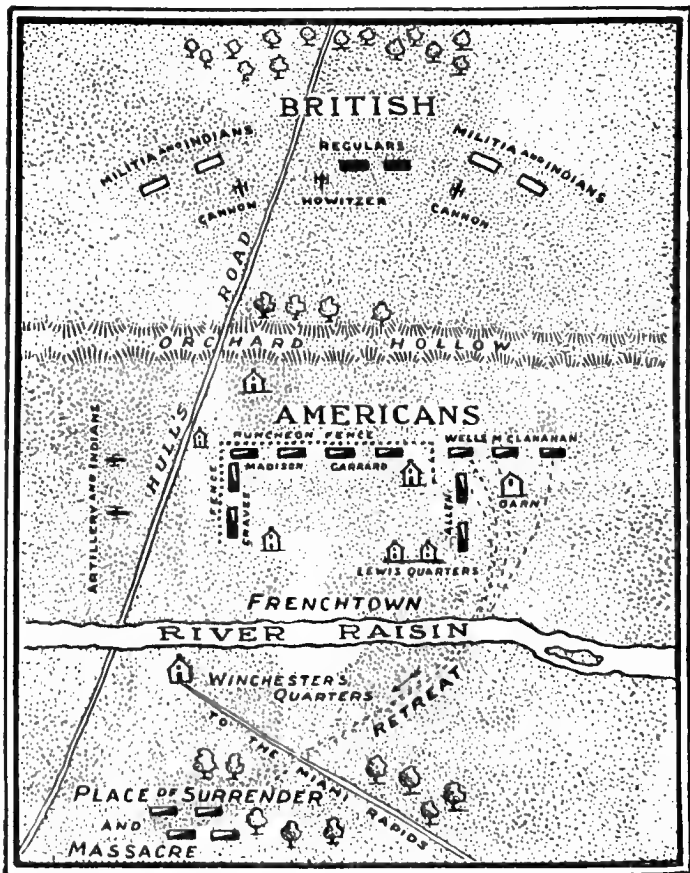 BRITISH
MILITIA AND INDIANS
REGULARS
MILITIA AND INDIANS
CANNON
HOWITZER
CANNON
HULLS ROAD
ORCHARD HOLLOW
AMERICANS
PUNCHEON FENCE
WELLS McCLANAHAN
MADISON
GARRARD
FENCE
GRAVES
ALLEN
BARN
ARTILLERY AND INDIANS
LEWIS QUARTERS
FRENCHTOWN
RIVER RAISIN
WINCHESTER'S
QUARTERS
RETREAT
TO THE MIAMI RAPIDS
PLACE OF SURRENDER
AND
MASSACRE